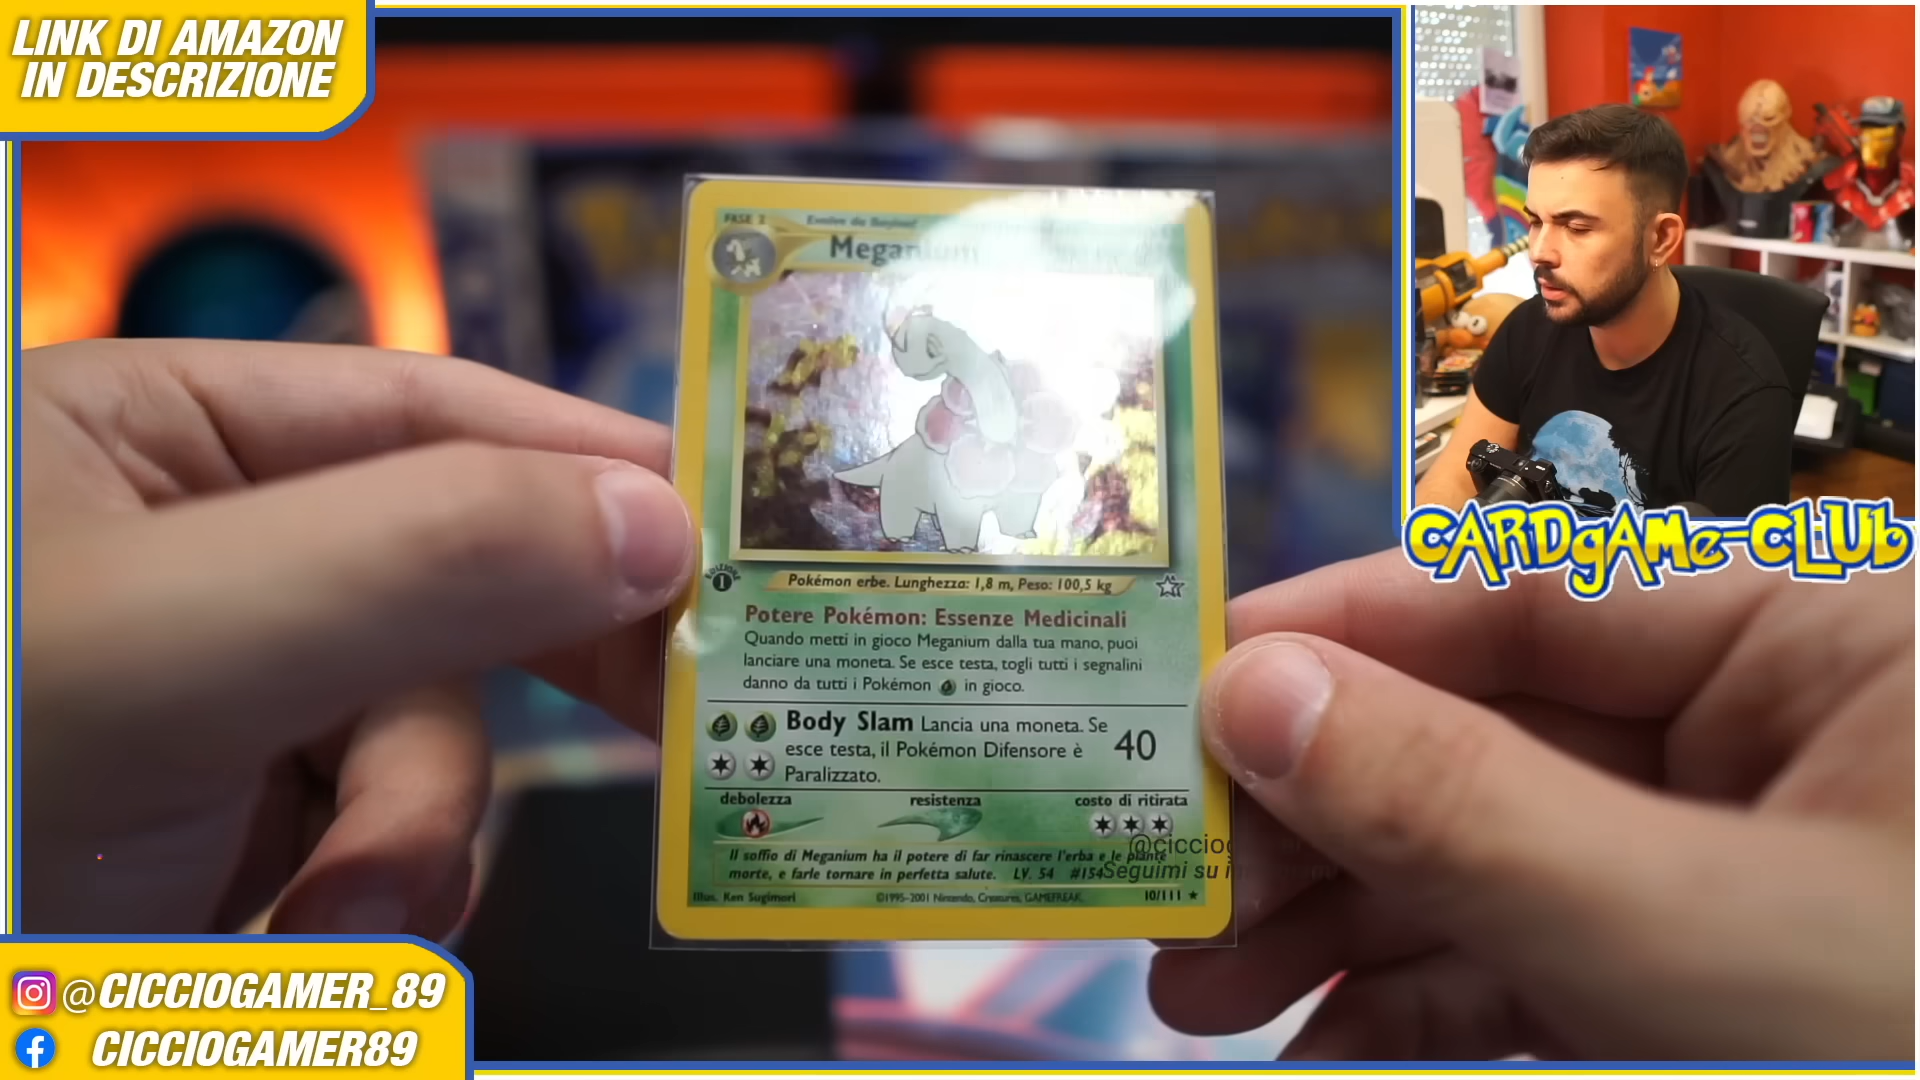 LINK DI AMAZON
IN DESCRIZIONE
FASE 2
Meganium
EDIZIONE
1
Pokémon erbe. Lunghezza: 1,8 m, Peso: 100,5 kg
Potere Pokémon: Essenze Medicinali
Quando metti in gioco Meganium dalla tua mano, puoi
lanciare una moneta. Se esce testa, togli tutti i segnalini
danno da tutti i Pokémon in gioco.
Body Slam Lancia una moneta. Se
esce testa, il Pokémon Difensore è
Paralizzato.
40
debolezza resistenza costo di ritirata
Il soffio di Meganium ha il potere di far rinascere l'erba e le piante
morte, e farle tornare in perfetta salute. LV. 54 #154
Seguimi su
Illus. Ken Sugimori ©1995-2001 Nintendo, Creatures, GAMEFREAK. 10/111
CARDgAMe-CLUb
@CICCIOGAMER_89
CICCIOGAMER89